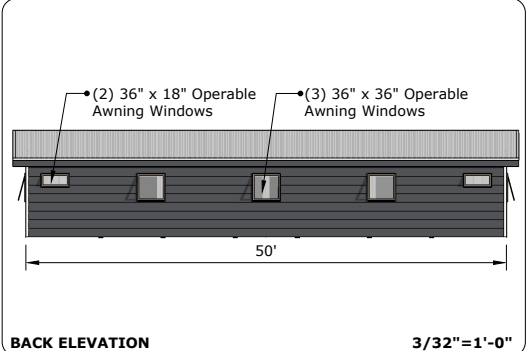 (2) 36" x 18" Operable
Awning Windows
(3) 36" x 36" Operable
Awning Windows
50'
BACK ELEVATION
3/32"=1'-0"